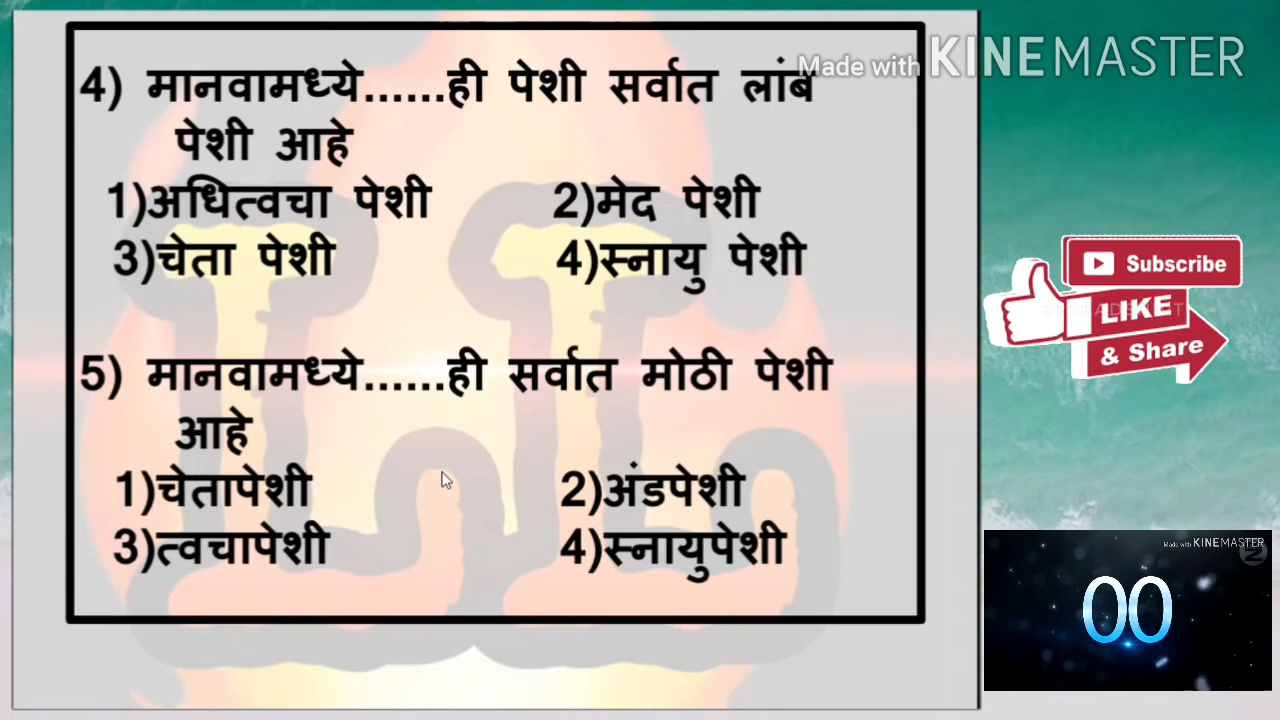 4) मानवामध्ये......ही पेशी सर्वात लांब
पेशी आहे
1)अधित्वचा पेशी 2)मेद पेशी
3)चेता पेशी 4)स्नायु पेशी
5) मानवामध्ये......ही सर्वात मोठी पेशी
आहे
1)चेतापेशी 2)अंडपेशी
3)त्वचापेशी 4)स्नायुपेशी
Made with KINEMASTER
Subscribe
LIKE
& Share
Made with KINEMASTER
00